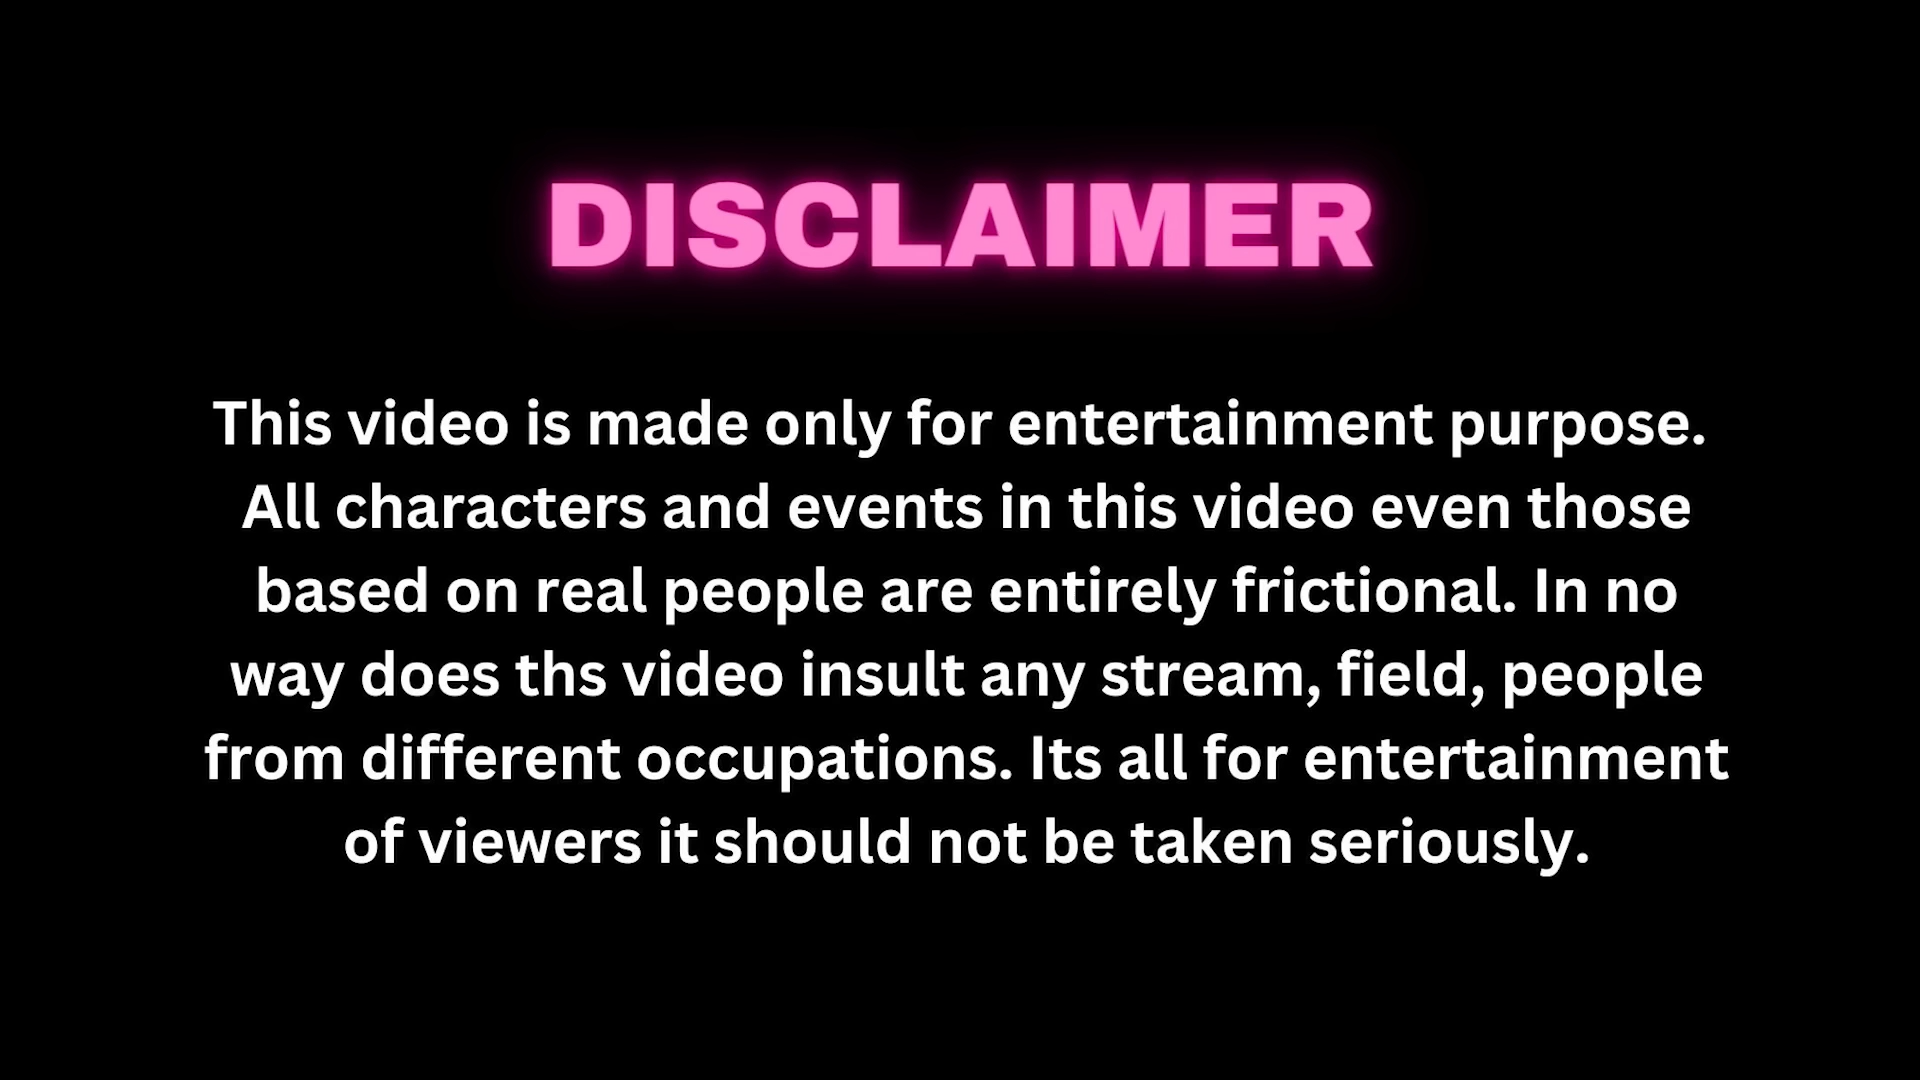 DISCLAIMER
This video is made only for entertainment purpose.
All characters and events in this video even those
based on real people are entirely frictional. In no
way does ths video insult any stream, field, people
from different occupations. Its all for entertainment
of viewers it should not be taken seriously.